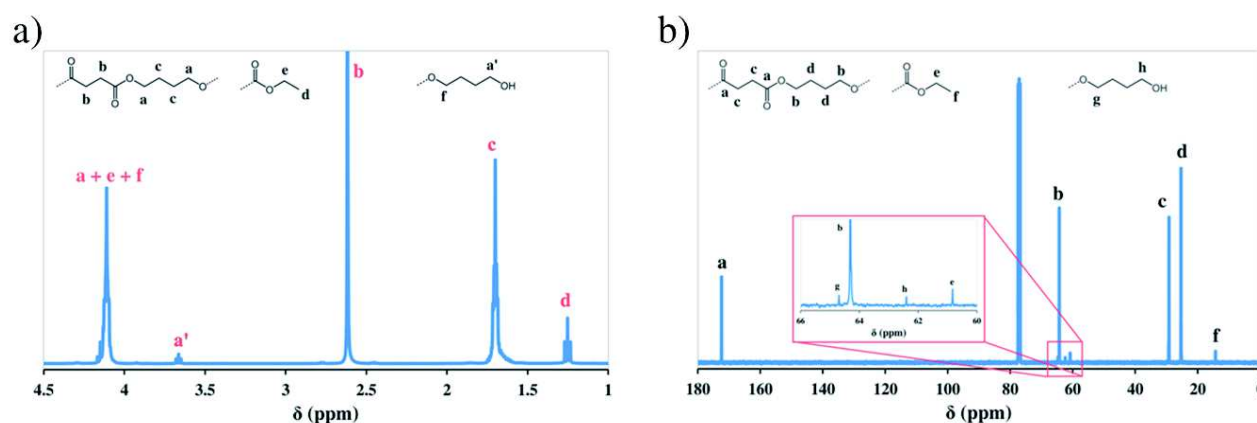 a)
b c a e a'
O O O O
O O O OH
b O a c O d f
b
c
a + e + f
d
a'
4.5 4 3.5 3 2.5 2 1.5 1
δ (ppm)
b)
c a d b e h
O O O O
O O O OH
a c O b d O f g
b
g h e
66 64 62 60
δ (ppm)
a
b
c
d
f
180 160 140 120 100 80 60 40 20 0
δ (ppm)